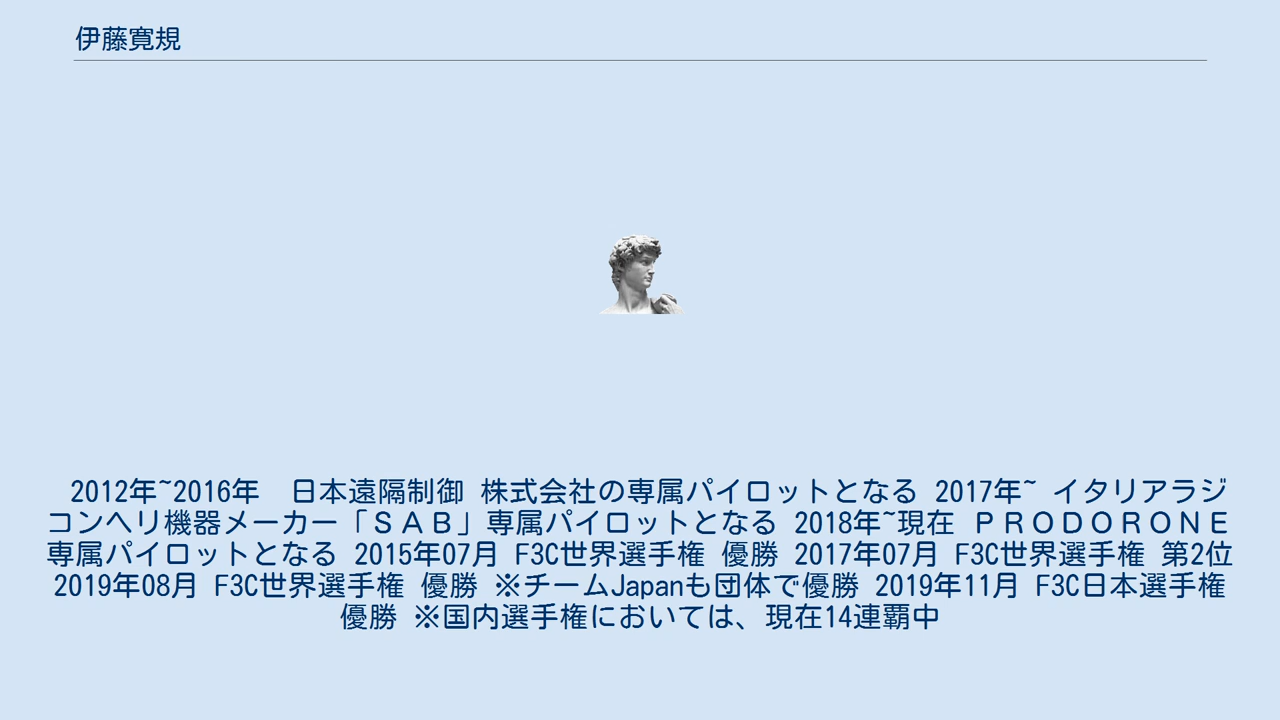 伊藤寛規
2012年~2016年　日本遠隔制御 株式会社の専属パイロットとなる 2017年~ イタリアラジ
コンヘリ機器メーカー「ＳＡＢ」専属パイロットとなる 2018年~現在 ＰＲＯＤＯＲＯＮＥ
専属パイロットとなる 2015年07月 F3C世界選手権 優勝 2017年07月 F3C世界選手権 第2位
2019年08月 F3C世界選手権 優勝 ※チームJapanも団体で優勝 2019年11月 F3C日本選手権
優勝 ※国内選手権においては、現在14連覇中